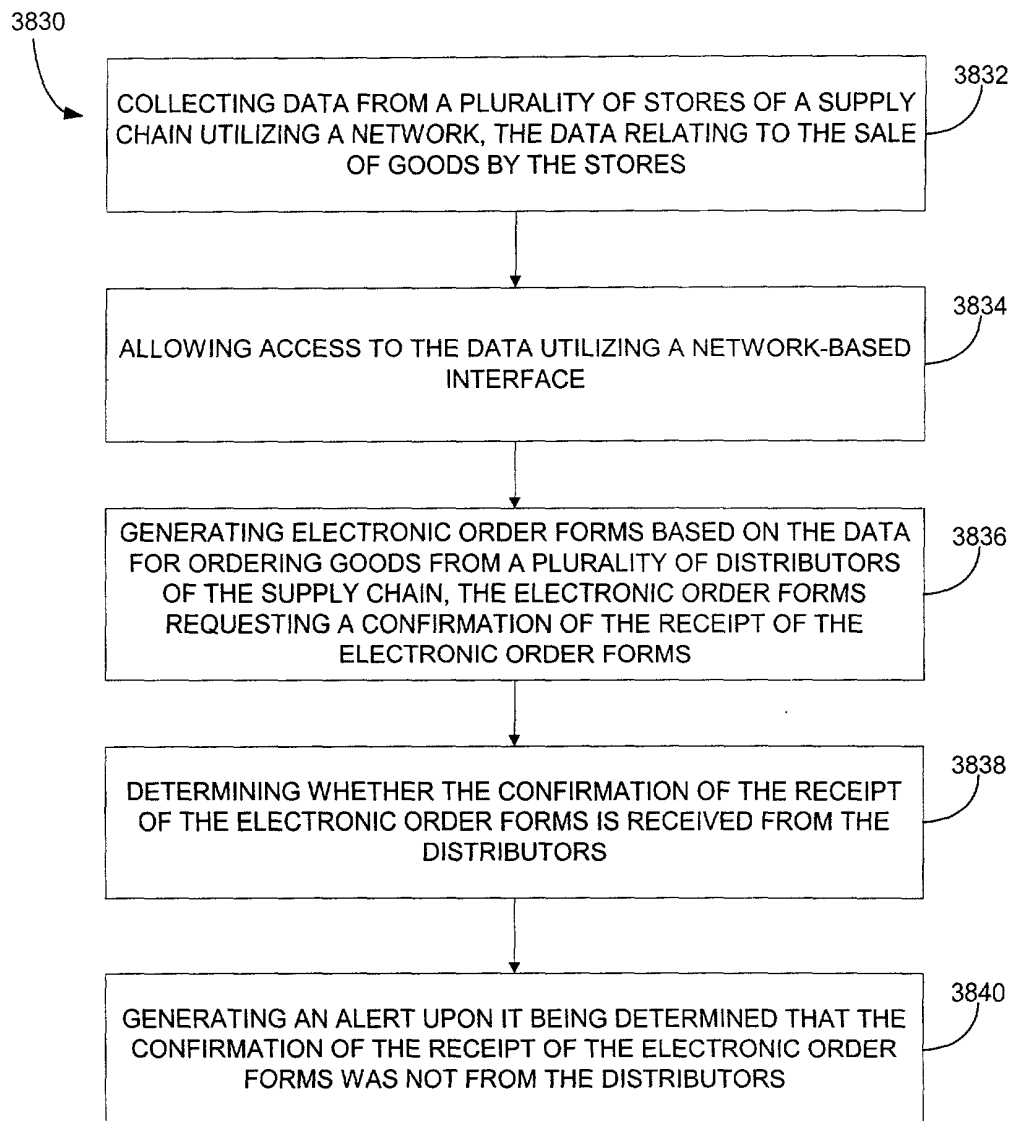 3830
3832
COLLECTING DATA FROM A PLURALITY OF STORES OF A SUPPLY
CHAIN UTILIZING A NETWORK, THE DATA RELATING TO THE SALE
OF GOODS BY THE STORES
3834
ALLOWING ACCESS TO THE DATA UTILIZING A NETWORK-BASED
INTERFACE
3836
GENERATING ELECTRONIC ORDER FORMS BASED ON THE DATA
FOR ORDERING GOODS FROM A PLURALITY OF DISTRIBUTORS
OF THE SUPPLY CHAIN, THE ELECTRONIC ORDER FORMS
REQUESTING A CONFIRMATION OF THE RECEIPT OF THE
ELECTRONIC ORDER FORMS
3838
DETERMINING WHETHER THE CONFIRMATION OF THE RECEIPT
OF THE ELECTRONIC ORDER FORMS IS RECEIVED FROM THE
DISTRIBUTORS
3840
GENERATING AN ALERT UPON IT BEING DETERMINED THAT THE
CONFIRMATION OF THE RECEIPT OF THE ELECTRONIC ORDER
FORMS WAS NOT FROM THE DISTRIBUTORS